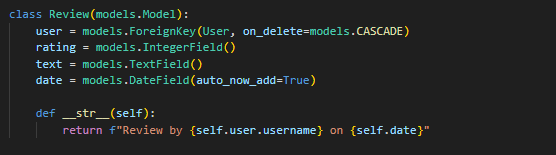 class Review(models.Model):
    user = models.ForeignKey(User, on_delete=models.CASCADE)
    rating = models.IntegerField()
    text = models.TextField()
    date = models.DateField(auto_now_add=True)

    def __str__(self):
        return f"Review by {self.user.username} on {self.date}"